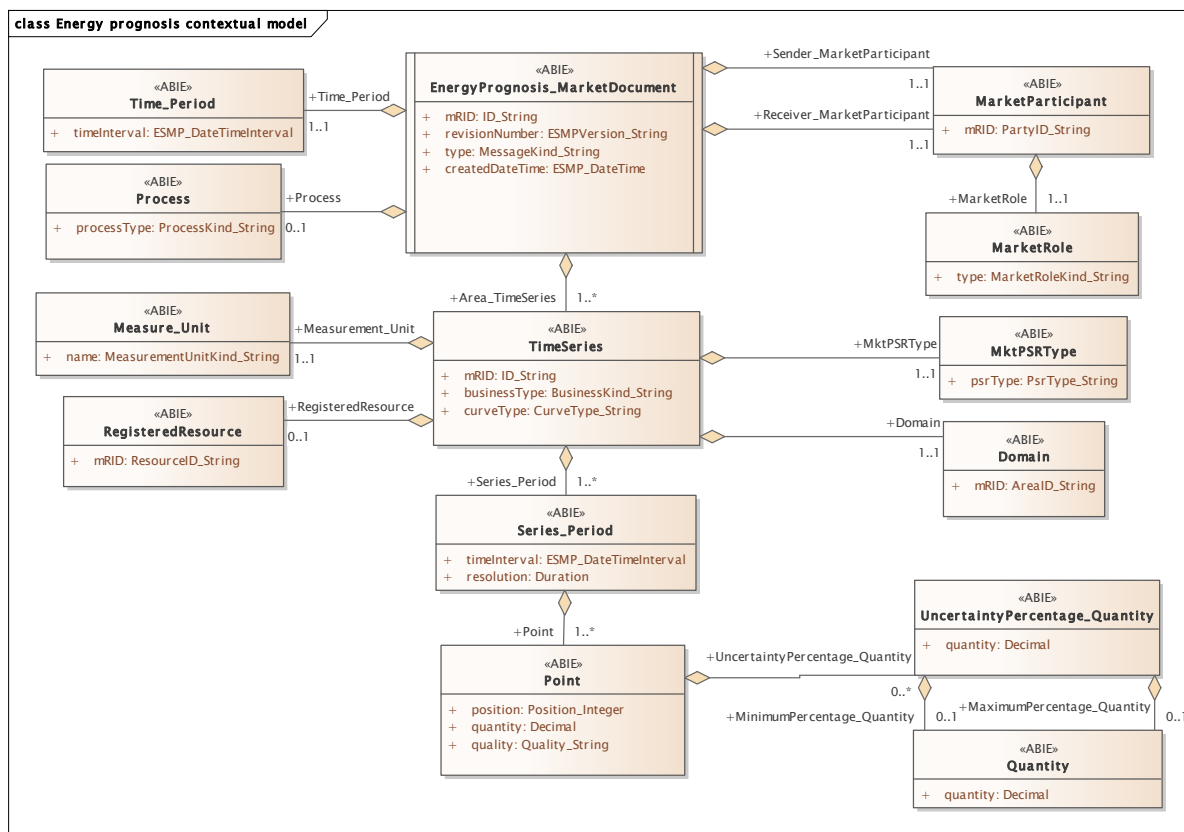 class Energy prognosis contextual model
«ABIE»
Time_Period
+ timeInterval: ESMP_DateTimeInterval
+Time_Period
1..1
«ABIE»
EnergyPrognosis_MarketDocument
+ mRID: ID_String
+ revisionNumber: ESMPVersion_String
+ type: MessageKind_String
+ createdDateTime: ESMP_DateTime
+Sender_MarketParticipant
1..1
+Receiver_MarketParticipant
1..1
«ABIE»
MarketParticipant
+ mRID: PartyID_String
«ABIE»
Process
+ processType: ProcessKind_String
+Process
0..1
+MarketRole
1..1
«ABIE»
MarketRole
+ type: MarketRoleKind_String
+Area_TimeSeries
1..*
«ABIE»
Measure_Unit
+ name: MeasurementUnitKind_String
+Measurement_Unit
1..1
«ABIE»
TimeSeries
+ mRID: ID_String
+ businessType: BusinessKind_String
+ curveType: CurveType_String
+MktPSRType
1..1
«ABIE»
MktPSRType
+ psrType: PsrType_String
«ABIE»
RegisteredResource
+ mRID: ResourceID_String
+RegisteredResource
0..1
+Domain
1..1
«ABIE»
Domain
+ mRID: AreaID_String
+Series_Period
1..*
«ABIE»
Series_Period
+ timeInterval: ESMP_DateTimeInterval
+ resolution: Duration
+Point
1..*
«ABIE»
Point
+ position: Position_Integer
+ quantity: Decimal
+ quality: Quality_String
+UncertaintyPercentage_Quantity
0..*
«ABIE»
UncertaintyPercentage_Quantity
+ quantity: Decimal
+MinimumPercentage_Quantity
0..1
+MaximumPercentage_Quantity
0..1
«ABIE»
Quantity
+ quantity: Decimal